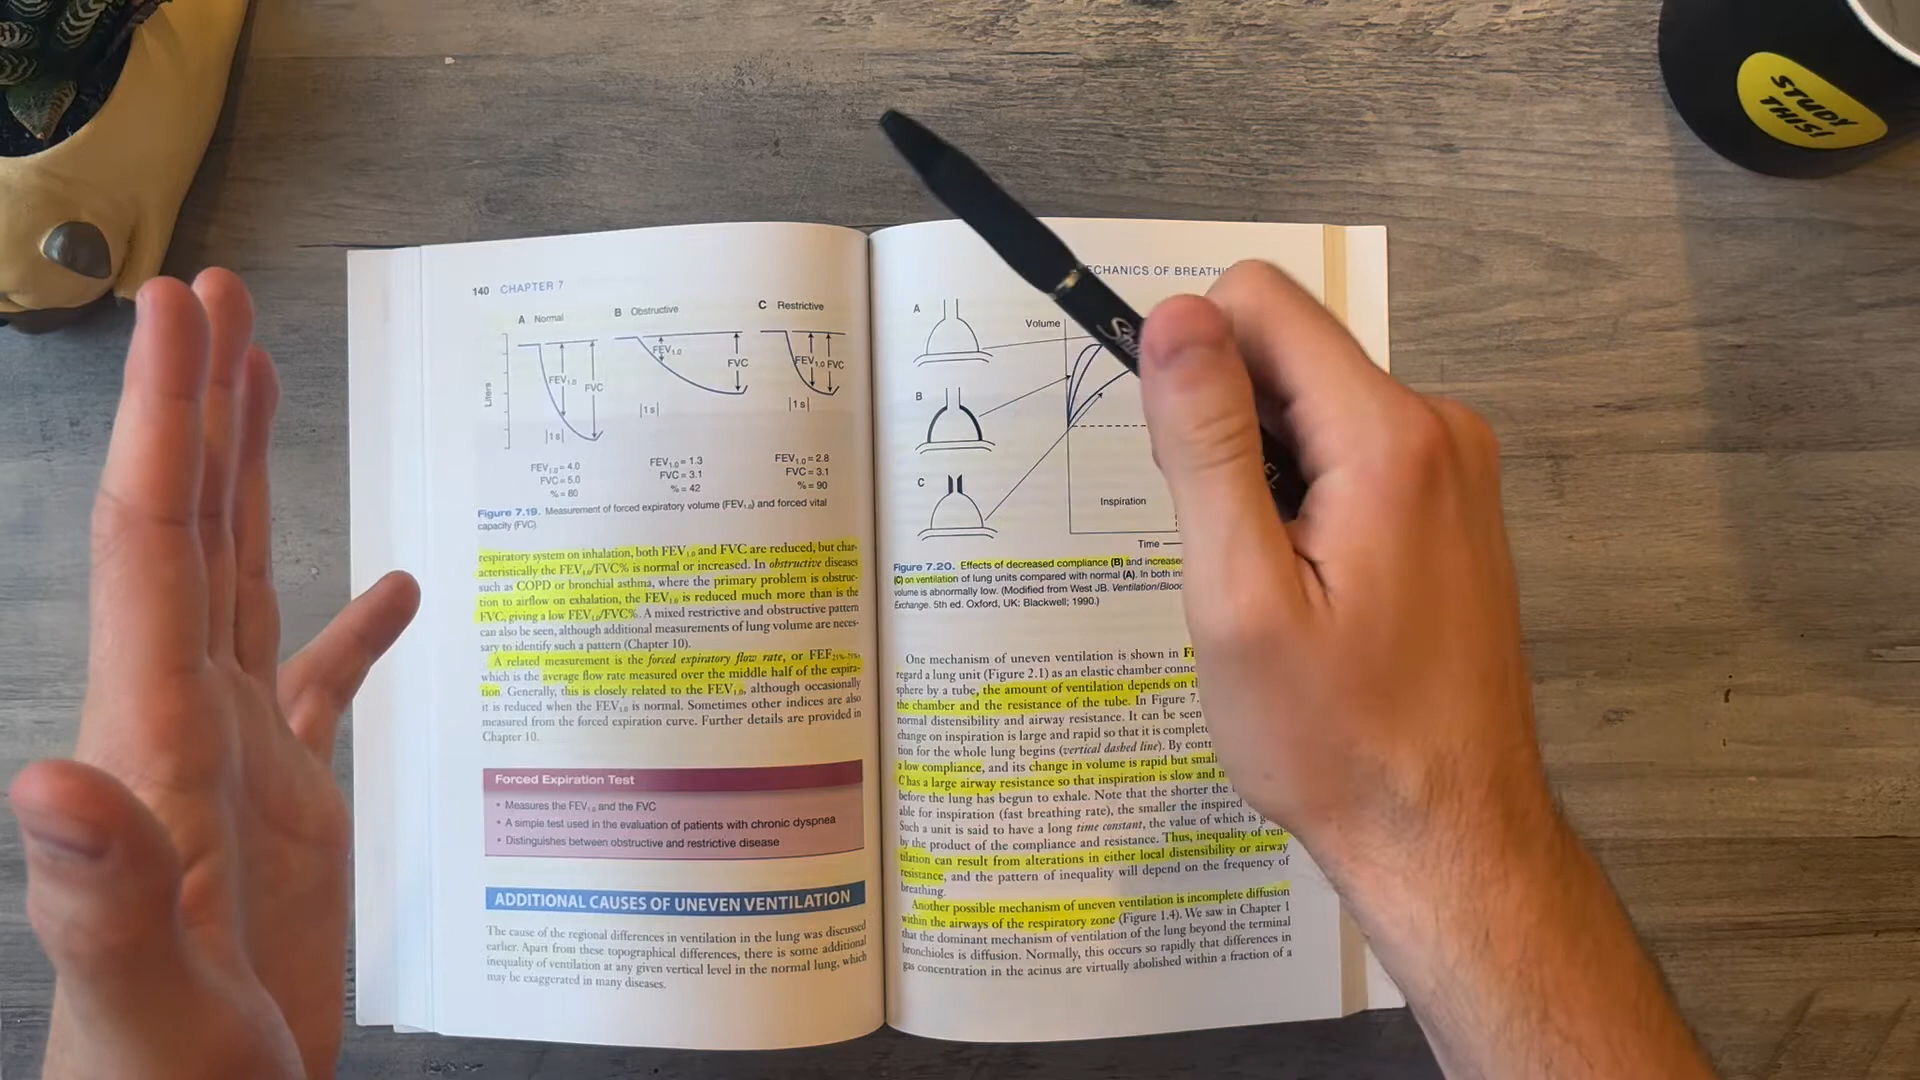 STUDY
THIS!
140 CHAPTER 7
A Normal
B Obstructive
C Restrictive
Liters
FEV1.0
FVC
1 s
FEV1.0
FVC
1 s
FEV1.0 FVC
1 s
FEV1.0 = 4.0
FVC = 5.0
% = 80
FEV1.0 = 1.3
FVC = 3.1
% = 42
FEV1.0 = 2.8
FVC = 3.1
% = 90
Figure 7.19. Measurement of forced expiratory volume (FEV1.0) and forced vital
capacity (FVC).
respiratory system on inhalation, both FEV1.0 and FVC are reduced, but char-
acteristically the FEV1.0/FVC% is normal or increased. In obstructive diseases
such as COPD or bronchial asthma, where the primary problem is obstruc-
tion to airflow on exhalation, the FEV1.0 is reduced much more than is the
FVC, giving a low FEV1.0/FVC%. A mixed restrictive and obstructive pattern
can also be seen, although additional measurements of lung volume are neces-
sary to identify such a pattern (Chapter 10).
A related measurement is the forced expiratory flow rate, or FEF25%-75%,
which is the average flow rate measured over the middle half of the expira-
tion. Generally, this is closely related to the FEV1.0, although occasionally
it is reduced when the FEV1.0 is normal. Sometimes other indices are also
measured from the forced expiration curve. Further details are provided in
Chapter 10.
Forced Expiration Test
• Measures the FEV1.0 and the FVC
• A simple test used in the evaluation of patients with chronic dyspnea
• Distinguishes between obstructive and restrictive disease
ADDITIONAL CAUSES OF UNEVEN VENTILATION
The cause of the regional differences in ventilation in the lung was discussed
earlier. Apart from these topographical differences, there is some additional
inequality of ventilation at any given vertical level in the normal lung, which
may be exaggerated in many diseases.
CHANICS OF BREATHI
A
B
C
Volume
Inspiration
Time
Figure 7.20. Effects of decreased compliance (B) and increased
(C) on ventilation of lung units compared with normal (A). In both
volume is abnormally low. (Modified from West JB. Ventilation/Blood
Exchange. 5th ed. Oxford, UK: Blackwell; 1990.)
One mechanism of uneven ventilation is shown in
regard a lung unit (Figure 2.1) as an elastic chamber
sphere by a tube, the amount of ventilation depends on
the chamber and the resistance of the tube. In Figure 7.
normal distensibility and airway resistance. It can be seen
change on inspiration is large and rapid so that it is
tion for the whole lung begins (vertical dashed line). By
a low compliance, and its change in volume is rapid but
C has a large airway resistance so that inspiration is slow and
before the lung has begun to exhale. Note that the shorter the
able for inspiration (fast breathing rate), the smaller the inspired
Such a unit is said to have a long time constant, the value of which is
by the product of the compliance and resistance. Thus, inequality of ven-
tilation can result from alterations in either local distensibility or airway
resistance, and the pattern of inequality will depend on the frequency of
breathing.
Another possible mechanism of uneven ventilation is incomplete diffusion
within the airways of the respiratory zone (Figure 1.4). We saw in Chapter 1
that the dominant mechanism of ventilation of the lung beyond the terminal
bronchioles is diffusion. Normally, this occurs so rapidly that differences in
gas concentration in the acinus are virtually abolished within a fraction of a